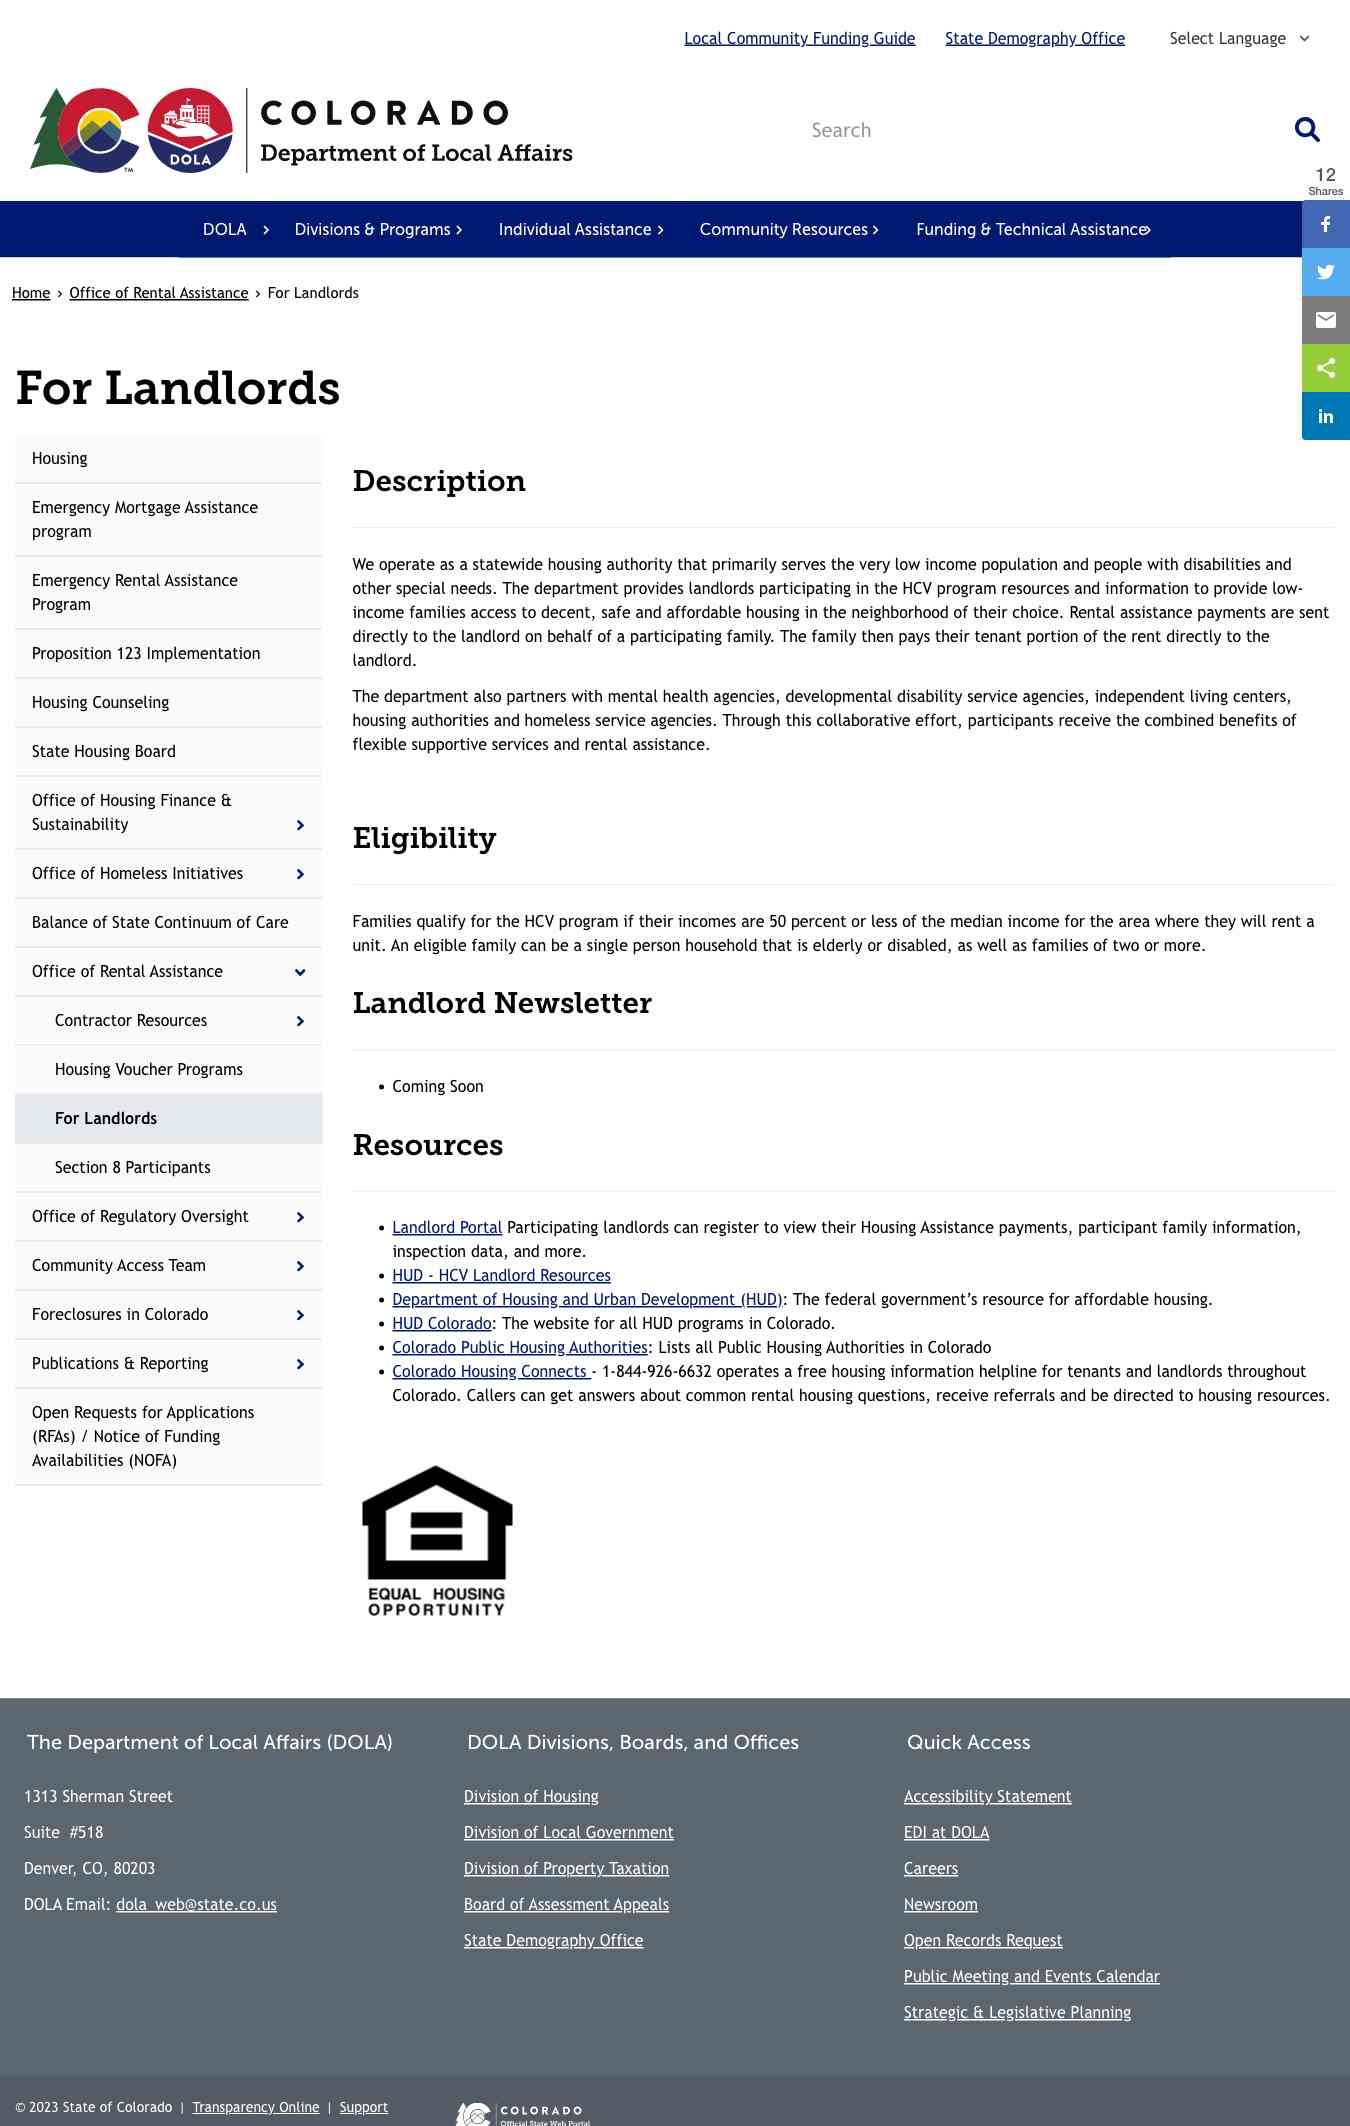 Local Community Funding Guide State Demography Office Select Language
COLORADO
Department of Local Affairs
DOLA
TM
Search
12
Shares
DOLA Divisions & Programs Individual Assistance Community Resources Funding & Technical Assistance
Home › Office of Rental Assistance › For Landlords
For Landlords
Housing
Emergency Mortgage Assistance
program
Emergency Rental Assistance
Program
Proposition 123 Implementation
Housing Counseling
State Housing Board
Office of Housing Finance &
Sustainability
Office of Homeless Initiatives
Balance of State Continuum of Care
Office of Rental Assistance
Contractor Resources
Housing Voucher Programs
For Landlords
Section 8 Participants
Office of Regulatory Oversight
Community Access Team
Foreclosures in Colorado
Publications & Reporting
Open Requests for Applications
(RFAs) / Notice of Funding
Availabilities (NOFA)
Description
We operate as a statewide housing authority that primarily serves the very low income population and people with disabilities and
other special needs. The department provides landlords participating in the HCV program resources and information to provide low-
income families access to decent, safe and affordable housing in the neighborhood of their choice. Rental assistance payments are sent
directly to the landlord on behalf of a participating family. The family then pays their tenant portion of the rent directly to the
landlord.
The department also partners with mental health agencies, developmental disability service agencies, independent living centers,
housing authorities and homeless service agencies. Through this collaborative effort, participants receive the combined benefits of
flexible supportive services and rental assistance.
Eligibility
Families qualify for the HCV program if their incomes are 50 percent or less of the median income for the area where they will rent a
unit. An eligible family can be a single person household that is elderly or disabled, as well as families of two or more.
Landlord Newsletter
• Coming Soon
Resources
• Landlord Portal Participating landlords can register to view their Housing Assistance payments, participant family information,
inspection data, and more.
• HUD - HCV Landlord Resources
• Department of Housing and Urban Development (HUD): The federal government’s resource for affordable housing.
• HUD Colorado: The website for all HUD programs in Colorado.
• Colorado Public Housing Authorities: Lists all Public Housing Authorities in Colorado
• Colorado Housing Connects - 1-844-926-6632 operates a free housing information helpline for tenants and landlords throughout
Colorado. Callers can get answers about common rental housing questions, receive referrals and be directed to housing resources.
EQUAL HOUSING
OPPORTUNITY
The Department of Local Affairs (DOLA)
1313 Sherman Street
Suite #518
Denver, CO, 80203
DOLA Email: dola_web@state.co.us
DOLA Divisions, Boards, and Offices
Division of Housing
Division of Local Government
Division of Property Taxation
Board of Assessment Appeals
State Demography Office
Quick Access
Accessibility Statement
EDI at DOLA
Careers
Newsroom
Open Records Request
Public Meeting and Events Calendar
Strategic & Legislative Planning
© 2023 State of Colorado | Transparency Online | Support
COLORADO
Official State Web Portal